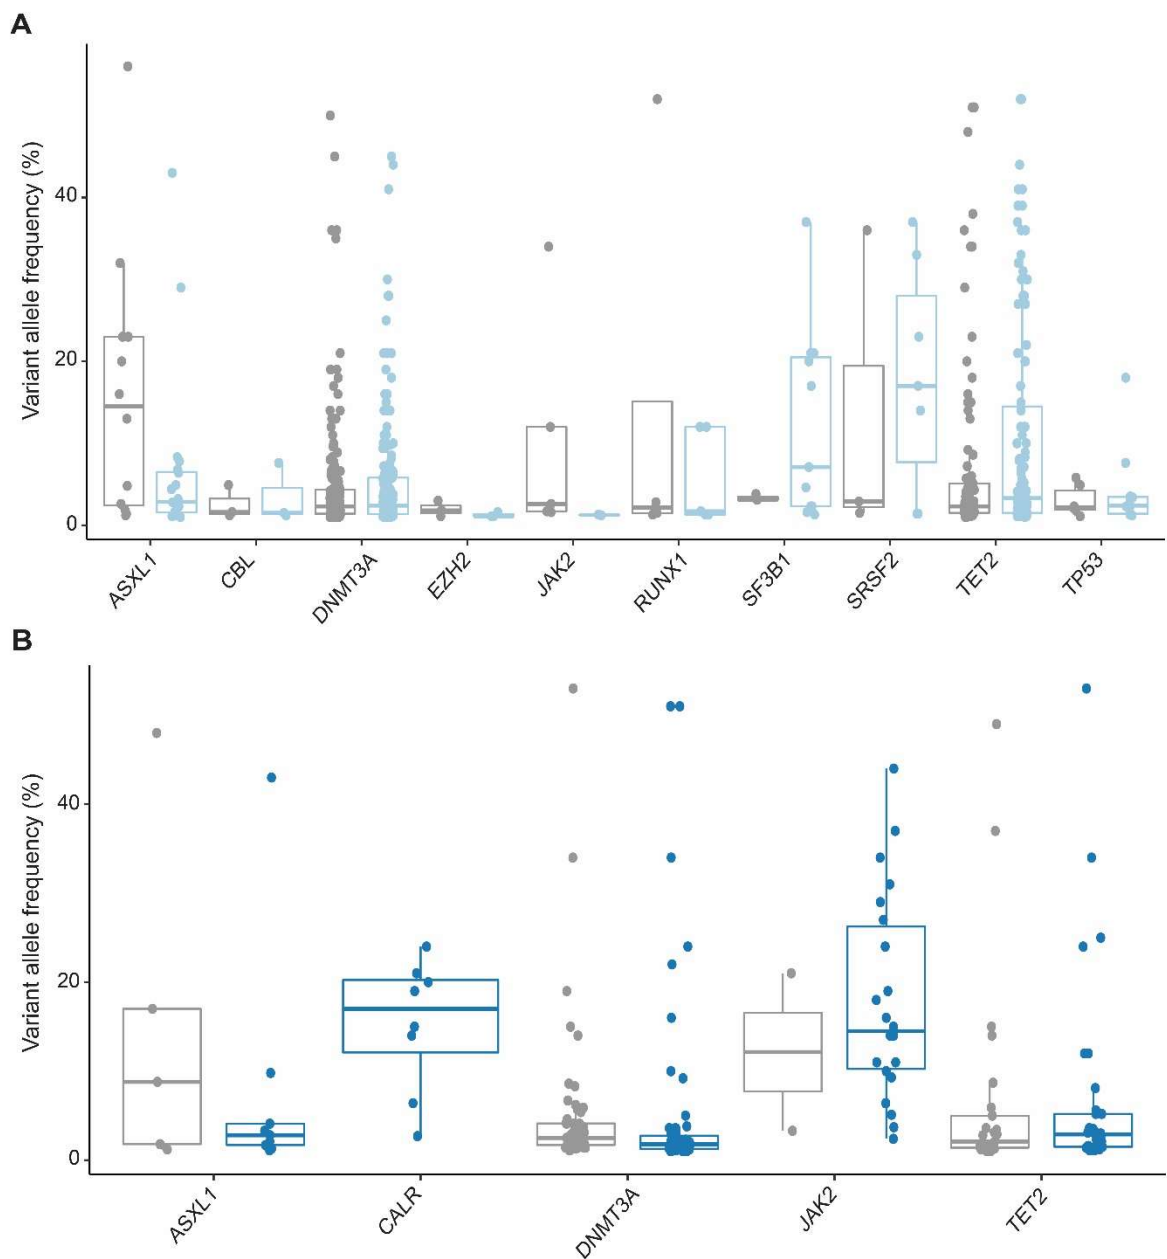 A
Variant allele frequency (%)
40
20
0
ASXL1
CBL
DNMT3A
EZH2
JAK2
RUNX1
SF3B1
SRSF2
TET2
TP53
B
Variant allele frequency (%)
40
20
0
ASXL1
CALR
DNMT3A
JAK2
TET2